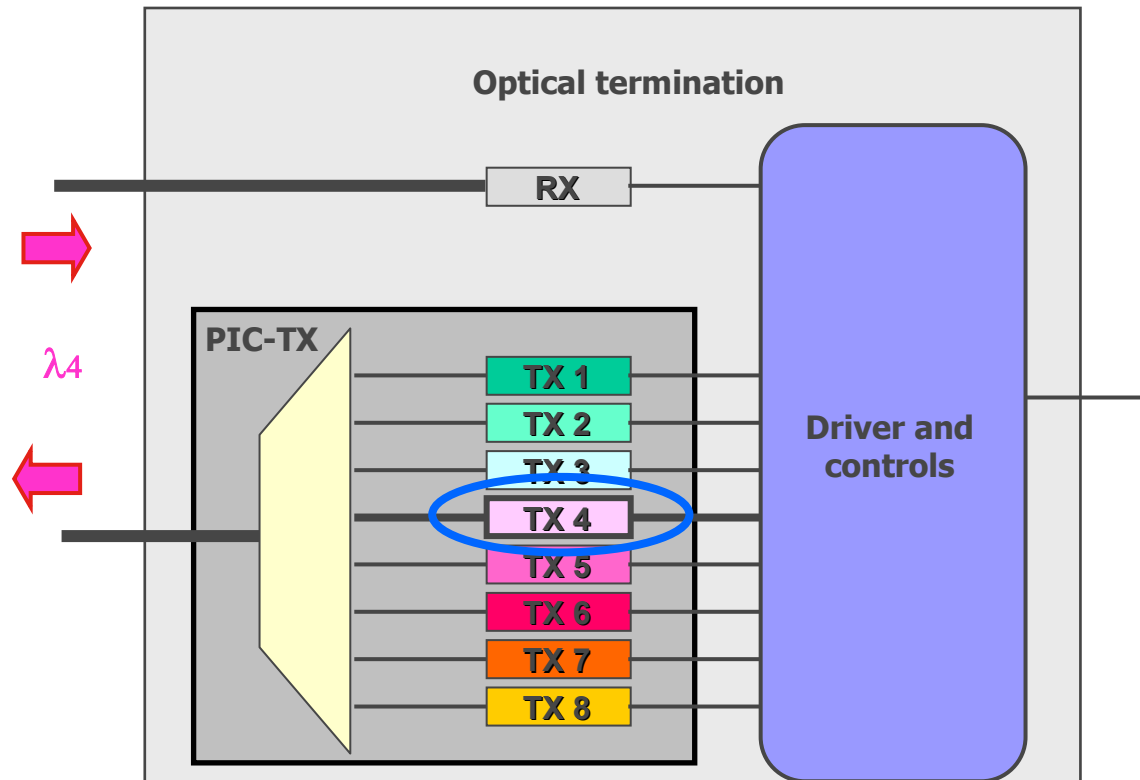 Optical termination
RX
PIC-TX
λ4
TX 1
TX 2
TX 3
TX 4
TX 5
TX 6
TX 7
TX 8
Driver and
controls